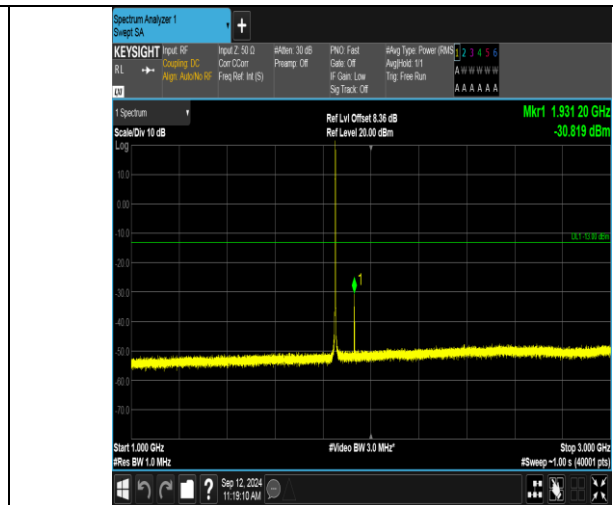 Spectrum Analyzer 1
Swept SA
+
KEYSIGHT Input: RF Input Z: 50 Ω #Atten: 30 dB PNO: Fast #Avg Type: Power (RMS 1 2 3 4 5 6
RL Coupling: DC Corr CCorr Preamp: Off Gate: Off Avg|Hold: 1/1 A W W W W W
Align: Auto/No RF Freq Ref: Int (S) IF Gain: Low Trig: Free Run
Sig Track: Off A A A A A A
LXI
1 Spectrum Ref Lvl Offset 8.36 dB Mkr1 1.931 20 GHz
Scale/Div 10 dB Ref Level 20.00 dBm -30.819 dBm
Log
10.0
0.00
-10.0
DL1 -13.00 dBm
-20.0
1
-30.0
-40.0
-50.0
-60.0
-70.0
Start 1.000 GHz #Video BW 3.0 MHz* Stop 3.000 GHz
#Res BW 1.0 MHz #Sweep ~1.00 s (40001 pts)
? Sep 12, 2024
11:19:10 AM